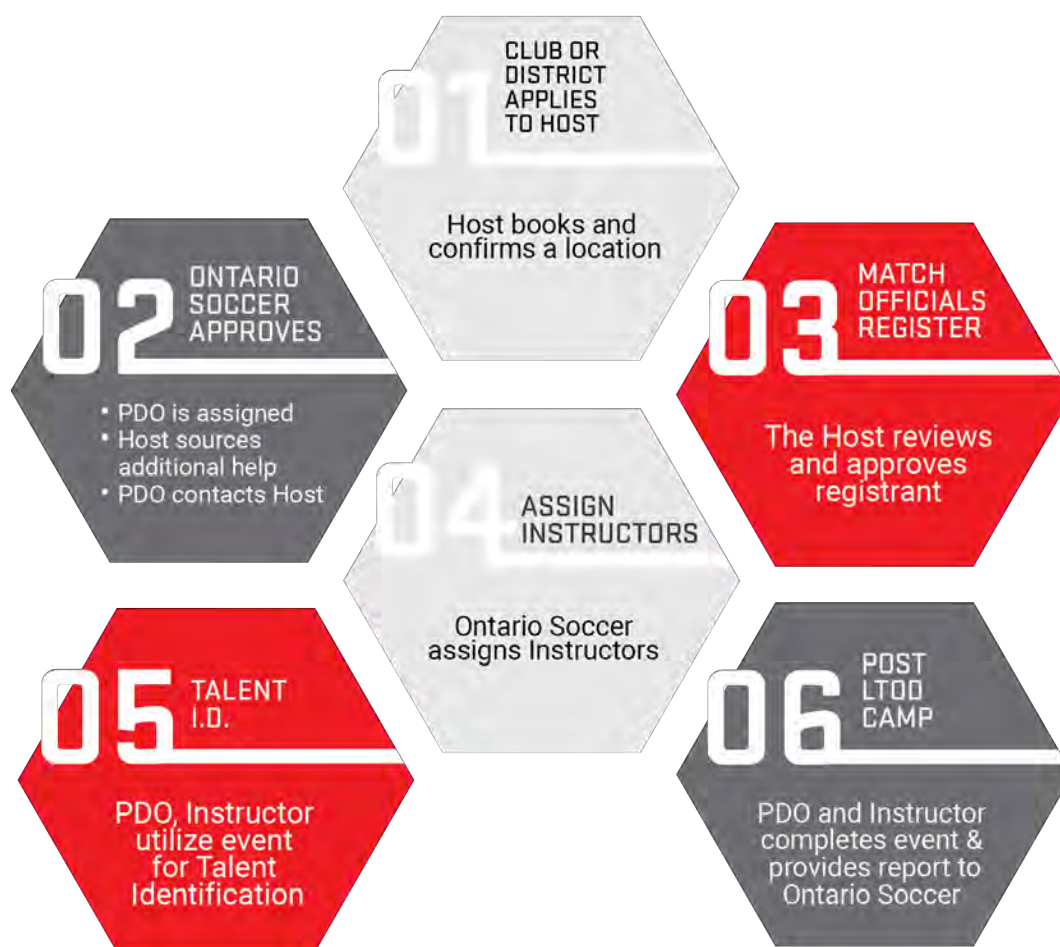 01
CLUB OR
DISTRICT
APPLIES
TO HOST
Host books and
confirms a location
02
ONTARIO
SOCCER
APPROVES
• PDO is assigned
• Host sources
additional help
• PDO contacts Host
03
MATCH
OFFICIALS
REGISTER
The Host reviews
and approves
registrant
04
ASSIGN
INSTRUCTORS
Ontario Soccer
assigns Instructors
05
TALENT
I.D.
PDO, Instructor
utilize event
for Talent
Identification
06
POST
LTOD
CAMP
PDO and Instructor
completes event &
provides report to
Ontario Soccer